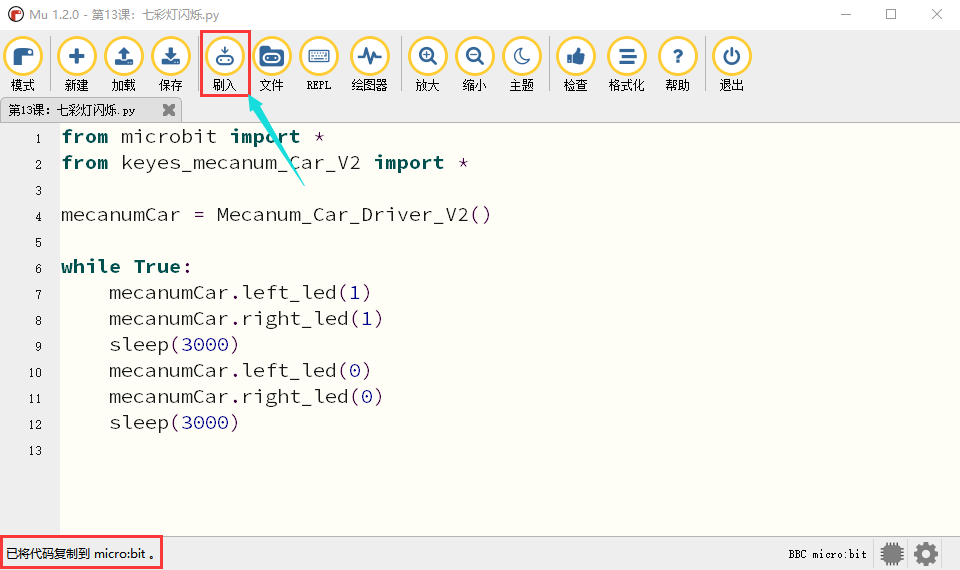 Mu 1.2.0 - 第13课：七彩灯闪烁.py
模式 新建 加载 保存 刷入 文件 REPL 绘图器 放大 缩小 主题 检查 格式化 帮助 退出
第13课：七彩灯闪烁.py
1 from microbit import *
2 from keyes_mecanum_Car_V2 import *
3
4 mecanumCar = Mecanum_Car_Driver_V2()
5
6 while True:
7     mecanumCar.left_led(1)
8     mecanumCar.right_led(1)
9     sleep(3000)
10     mecanumCar.left_led(0)
11     mecanumCar.right_led(0)
12     sleep(3000)
13
已将代码复制到 micro:bit 。
BBC micro:bit